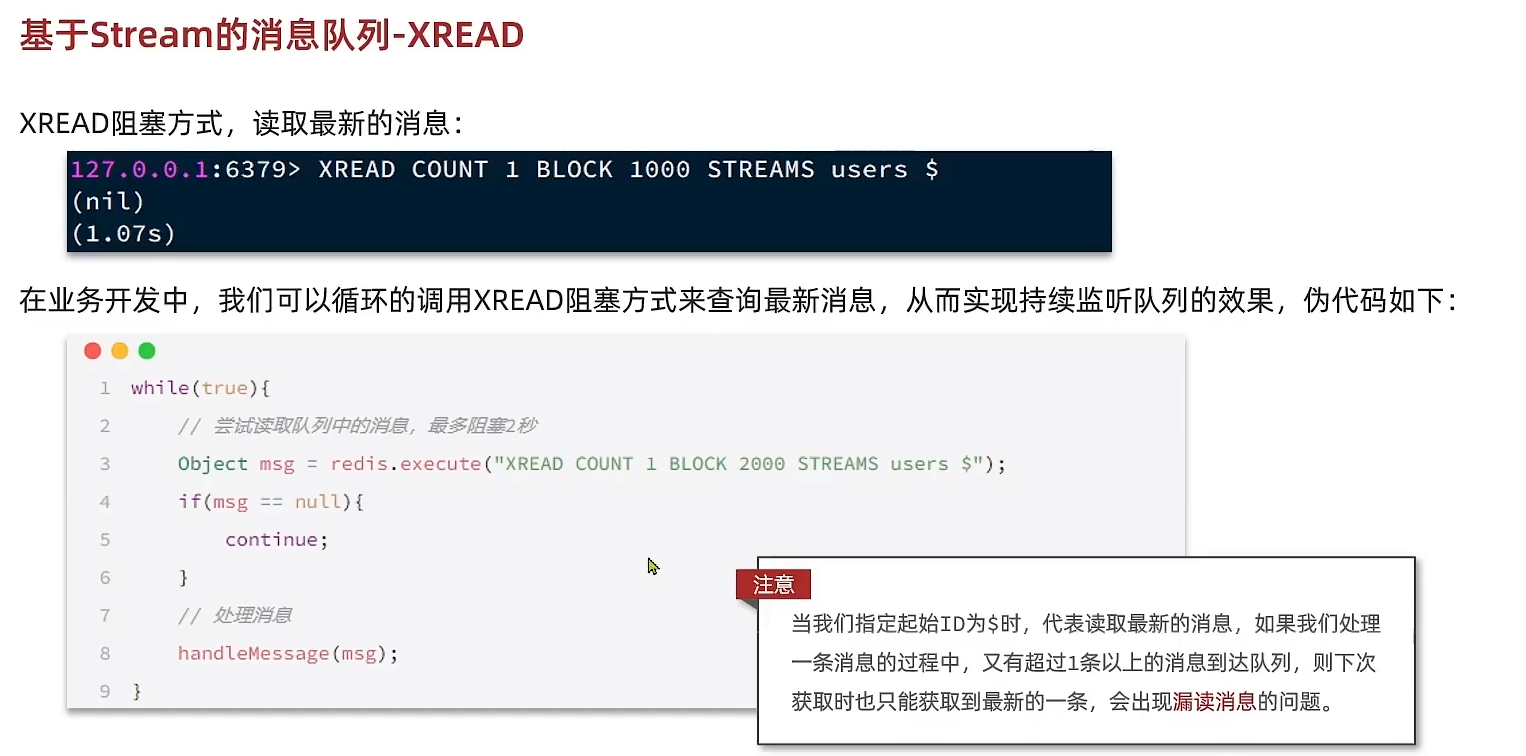 基于Stream的消息队列-XREAD
XREAD阻塞方式，读取最新的消息：
127.0.0.1:6379> XREAD COUNT 1 BLOCK 1000 STREAMS users $
(nil)
(1.07s)
在业务开发中，我们可以循环的调用XREAD阻塞方式来查询最新消息，从而实现持续监听队列的效果，伪代码如下：
1 while(true){
2     // 尝试读取队列中的消息，最多阻塞2秒
3     Object msg = redis.execute("XREAD COUNT 1 BLOCK 2000 STREAMS users $");
4     if(msg == null){
5         continue;
6     }
7     // 处理消息
8     handleMessage(msg);
9 }
注意
当我们指定起始ID为$时，代表读取最新的消息，如果我们处理
一条消息的过程中，又有超过1条以上的消息到达队列，则下次
获取时也只能获取到最新的一条，会出现漏读消息的问题。